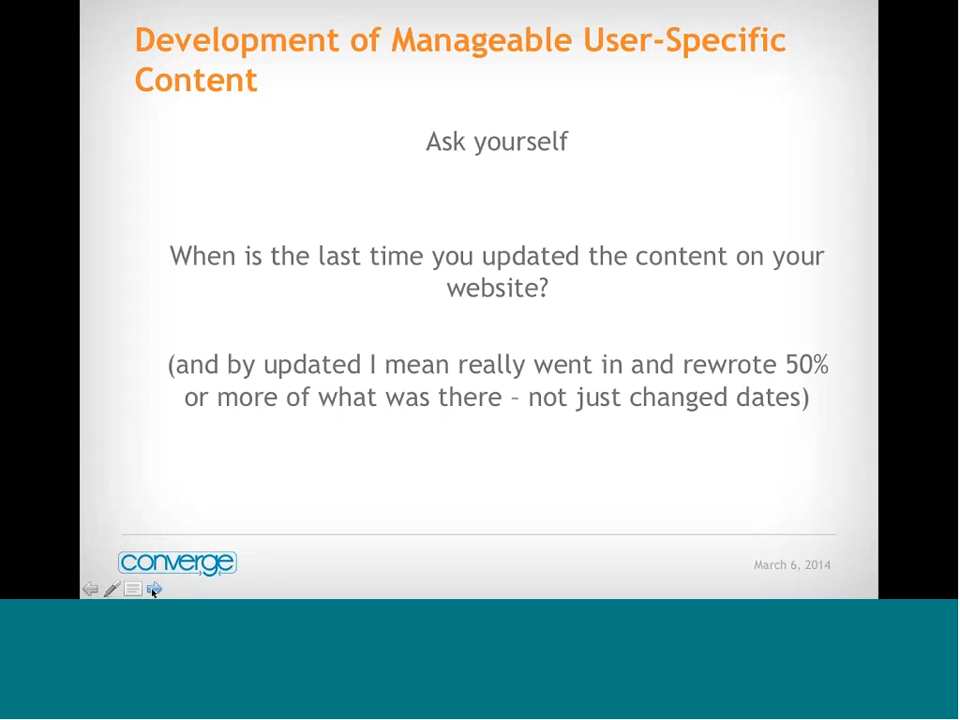 Development of Manageable User-Specific
Content
Ask yourself
When is the last time you updated the content on your
website?
(and by updated I mean really went in and rewrote 50%
or more of what was there – not just changed dates)
converge
March 6, 2014